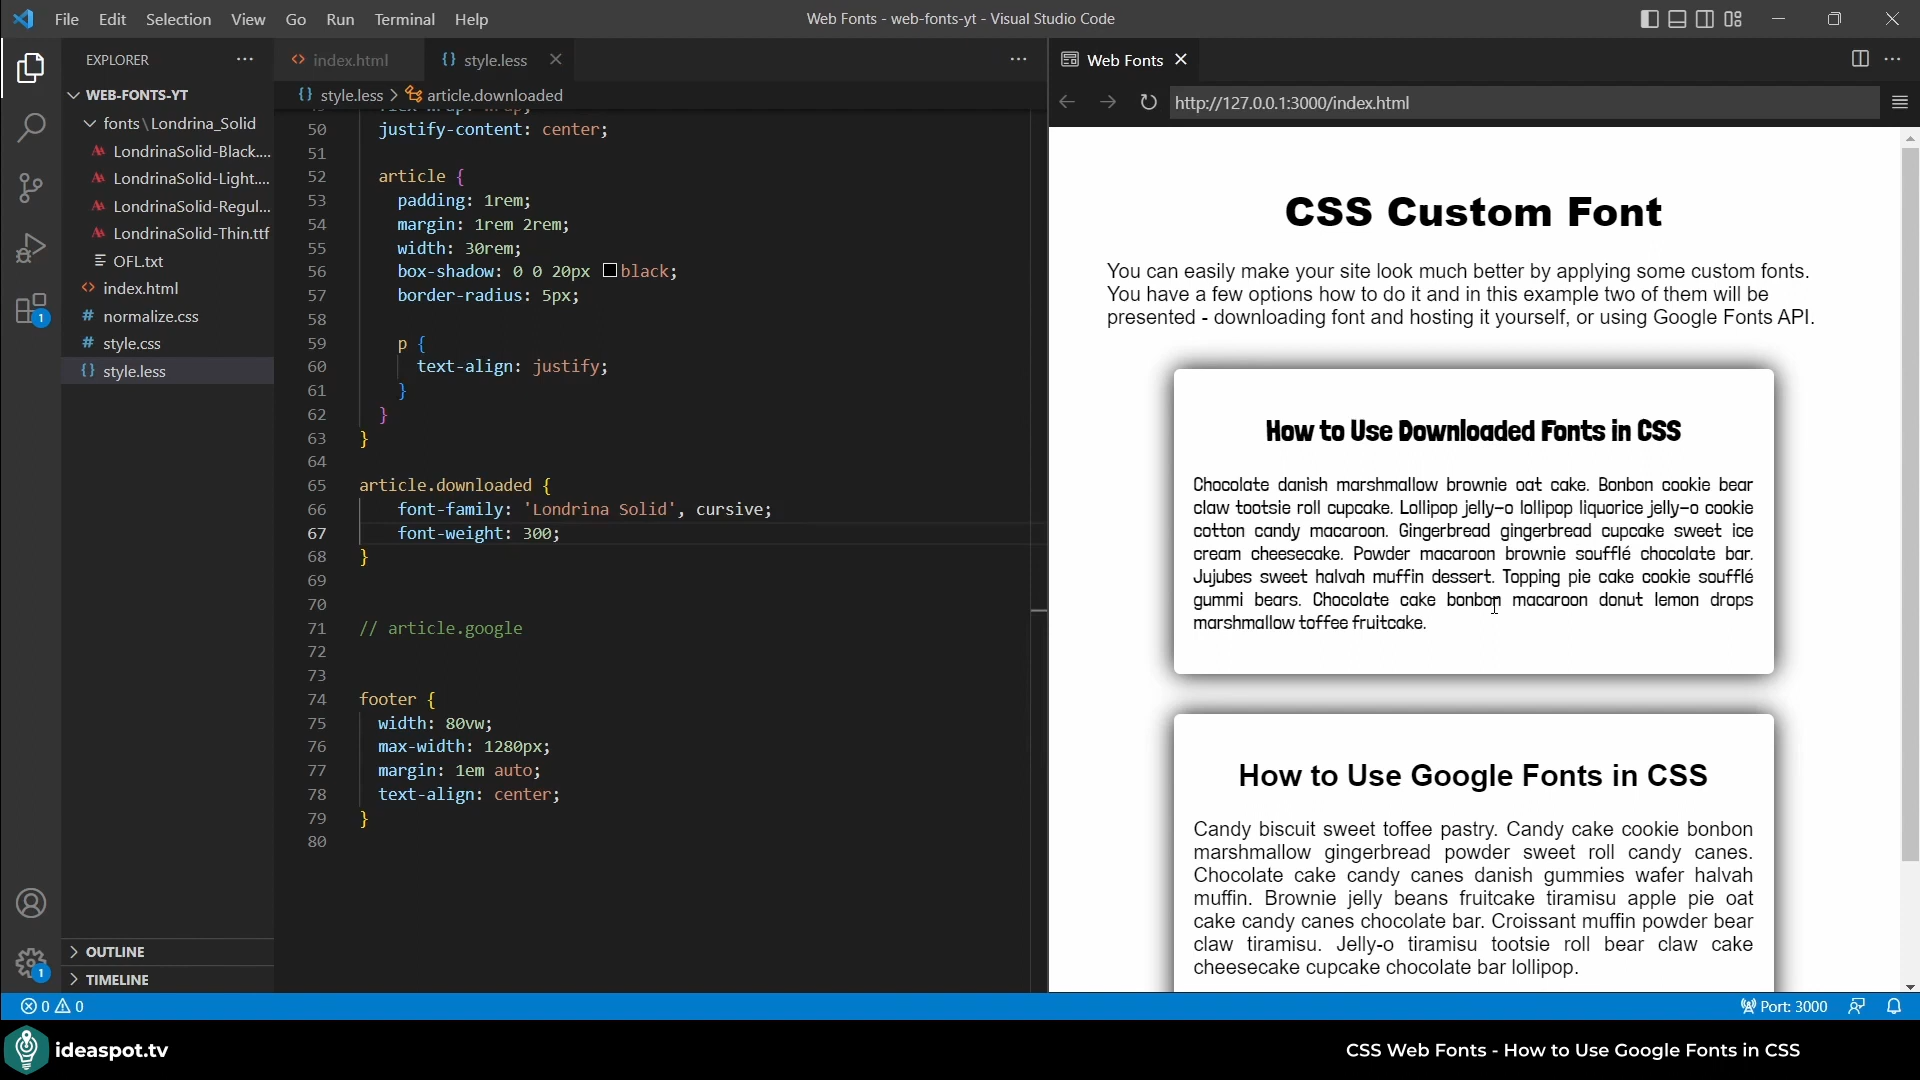 File Edit Selection View Go Run Terminal Help
Web Fonts - web-fonts-yt - Visual Studio Code
EXPLORER
WEB-FONTS-YT
fonts\Londrina_Solid
LondrinaSolid-Black....
LondrinaSolid-Light....
LondrinaSolid-Regul...
LondrinaSolid-Thin.ttf
OFL.txt
index.html
normalize.css
style.css
style.less
1
OUTLINE
TIMELINE
1
index.html
style.less
style.less > article.downloaded
50 justify-content: center;
51
52 article {
53 padding: 1rem;
54 margin: 1rem 2rem;
55 width: 30rem;
56 box-shadow: 0 0 20px black;
57 border-radius: 5px;
58
59 p {
60 text-align: justify;
61 }
62 }
63 }
64
65 article.downloaded {
66 font-family: 'Londrina Solid', cursive;
67 font-weight: 300;
68 }
69
70
71 // article.google
72
73
74 footer {
75 width: 80vw;
76 max-width: 1280px;
77 margin: 1em auto;
78 text-align: center;
79 }
80
Web Fonts
http://127.0.0.1:3000/index.html
CSS Custom Font
You can easily make your site look much better by applying some custom fonts.
You have a few options how to do it and in this example two of them will be
presented - downloading font and hosting it yourself, or using Google Fonts API.
How to Use Downloaded Fonts in CSS
Chocolate danish marshmallow brownie oat cake. Bonbon cookie bear
claw tootsie roll cupcake. Lollipop jelly-o lollipop liquorice jelly-o cookie
cotton candy macaroon. Gingerbread gingerbread cupcake sweet ice
cream cheesecake. Powder macaroon brownie soufflé chocolate bar.
Jujubes sweet halvah muffin dessert. Topping pie cake cookie soufflé
gummi bears. Chocolate cake bonbon macaroon donut lemon drops
marshmallow toffee fruitcake.
How to Use Google Fonts in CSS
Candy biscuit sweet toffee pastry. Candy cake cookie bonbon
marshmallow gingerbread powder sweet roll candy canes.
Chocolate cake candy canes danish gummies wafer halvah
muffin. Brownie jelly beans fruitcake tiramisu apple pie oat
cake candy canes chocolate bar. Croissant muffin powder bear
claw tiramisu. Jelly-o tiramisu tootsie roll bear claw cake
cheesecake cupcake chocolate bar lollipop.
0 0
Port: 3000
ideaspot.tv
CSS Web Fonts - How to Use Google Fonts in CSS